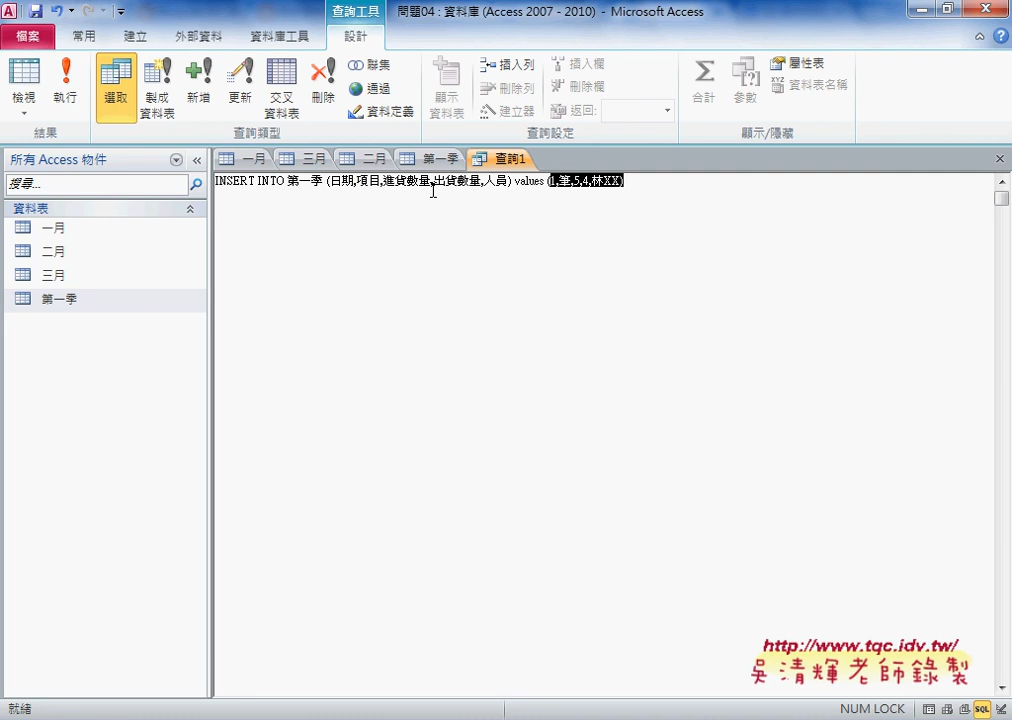 查詢工具
問題04 : 資料庫 (Access 2007 - 2010) - Microsoft Access
檔案 常用 建立 外部資料 資料庫工具 設計
檢視 執行 選取 製成資料表 新增 更新 交叉資料表 刪除
聯集
通過
資料定義
顯示資料表
插入列
刪除列
建立器
插入欄
刪除欄
返回:
合計 參數
屬性表
資料表名稱
結果 查詢類型 查詢設定 顯示/隱藏
所有 Access 物件
搜尋...
資料表
一月
二月
三月
第一季
一月 三月 二月 第一季 查詢1
INSERT INTO 第一季 (日期,項目,進貨數量,出貨數量,人員) values (1,筆,5,4,林XX)
http://www.tqc.idv.tw/
吳清輝老師錄製
就緒
NUM LOCK
SQL